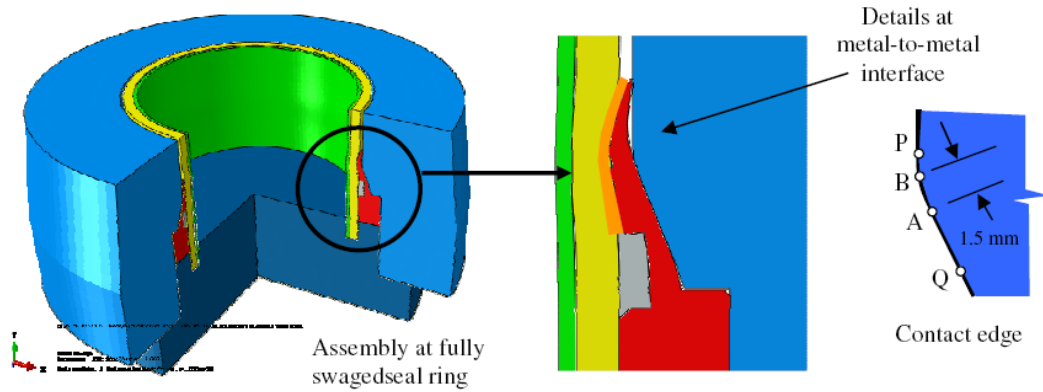 Details at
metal-to-metal
interface
P
B
A
1.5 mm
Q
Contact edge
Assembly at fully
swagedseal ring
Y
X